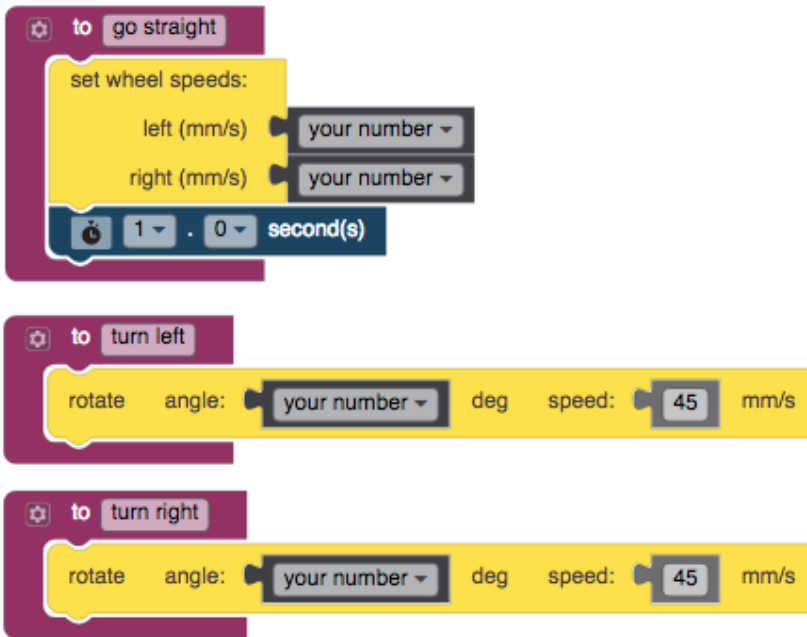 to go straight
set wheel speeds:
left (mm/s) your number
right (mm/s) your number
1 . 0 second(s)
to turn left
rotate angle: your number deg speed: 45 mm/s
to turn right
rotate angle: your number deg speed: 45 mm/s